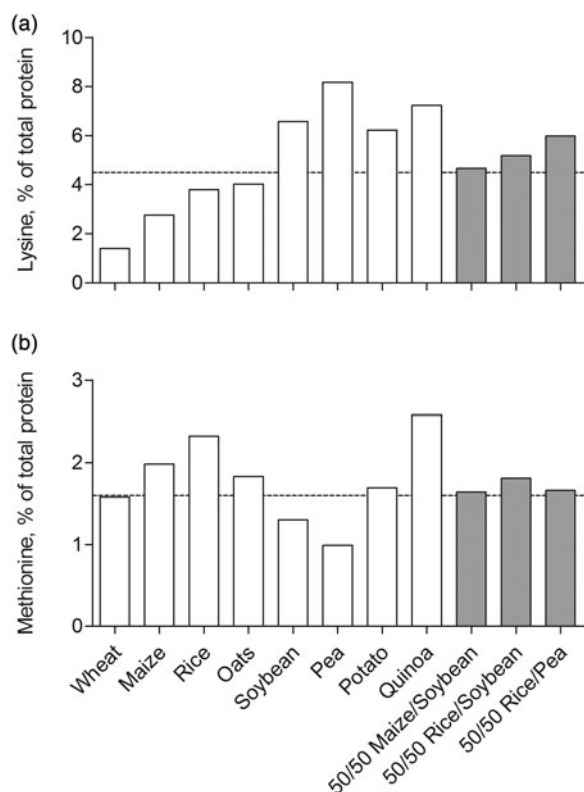 (a)
Lysine, % of total protein
10
8
6
4
2
0
(b)
Methionine, % of total protein
3
2
1
0
Wheat
Maize
Rice
Oats
Soybean
Pea
Potato
Quinoa
50/50 Maize/Soybean
50/50 Rice/Soybean
50/50 Rice/Pea